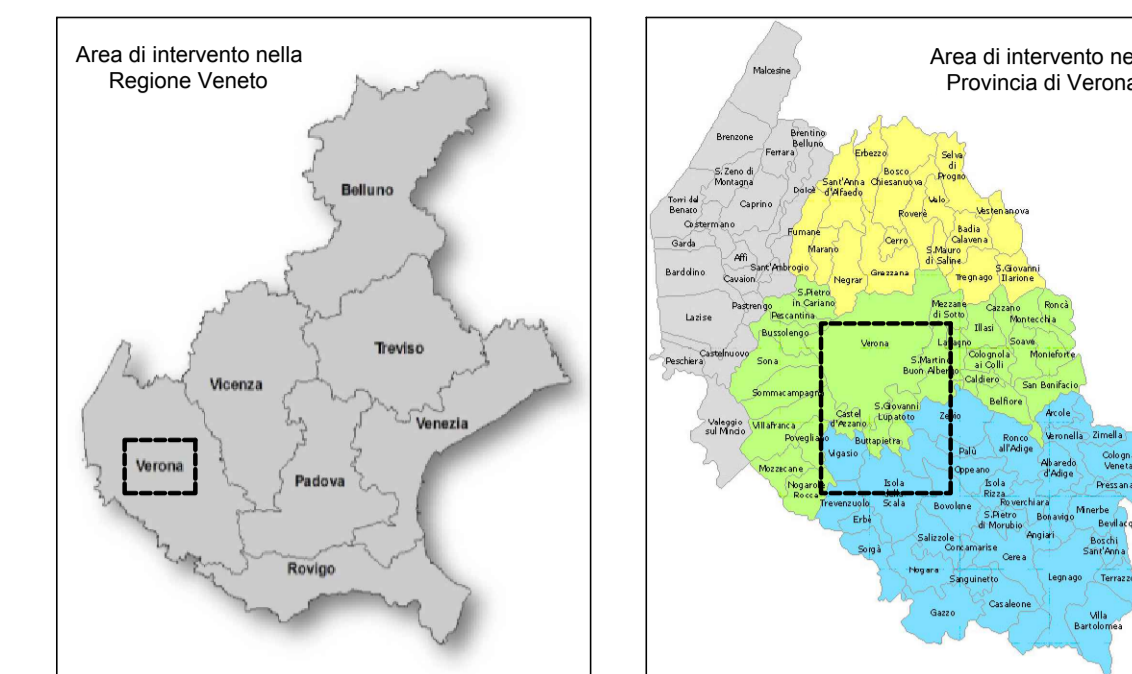 Area di intervento nella
Regione Veneto
Belluno
Treviso
Vicenza
Venezia
Verona
Padova
Rovigo
Area di intervento ne
Provincia di Verona
Malcesine
Brenzone
Brentino
Belluno
Ferrara
Erbezzo
Selva
di
Progno
Bosco
Chiesanuova
S.Zeno di
Montagna
Sant'Anna
d'Alfaedo
Dolcè
Torri del
Benaco
Caprino
Velo
Roverè
Vestenanova
Costermano
Fumane
Badia
Calavena
Garda
Marano
Cerro
S.Mauro
di Saline
Affi
Bardolino
Sant'Ambrogio
Cavaion
Negrar
Grezzana
Tregnago
S.Giovanni
Ilarione
S.Pietro
in Cariano
Pastrengo
Pescantina
Mezzane
di Sotto
Cazzano
Roncà
Montecchia
Lazise
Bussolengo
Illasi
Verona
Lavagno
Soave
Peschiera
Castelnuovo
Sona
S.Martino
Buon Albergo
Colognola
ai Colli
Monteforte
Caldiero
San Bonifacio
Sommacampagna
Belfiore
Castel
d'Azzano
S.Giovanni
Lupatoto
Zevio
Arcole
Valeggio
sul Mincio
Villafranca
Povegliano
Buttapietra
Ronco
all'Adige
Veronella
Zimella
Vigasio
Palù
Cologn
Veneta
Mozzecane
Oppeano
Albaredo
d'Adige
Pressana
Nogarole
Rocca
Isola
della
Scala
Isola
Rizza
Roverchiara
Trevenzuolo
Bovolone
Minerbe
Erbè
S.Pietro
di Morubio
Bonavigo
Bevilacq
Angiari
Boschi
Sant'Anna
Sorgà
Salizzole
Concamarise
Cerea
Nogara
Sanguinetto
Legnago
Terrazzo
Casaleone
Gazzo
Villa
Bartolomea